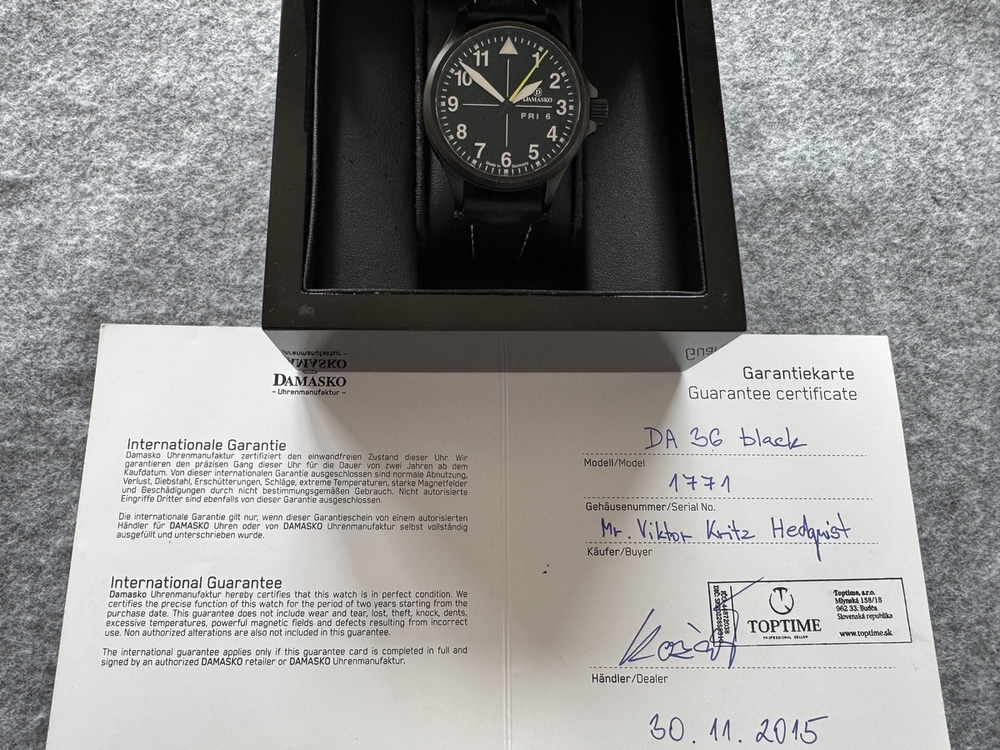 11
1
10
2
DAMASKO
9
3
FRI 6
8
4
7
5
6
DAMASKO
– Uhrenmanufaktur –
Internationale Garantie
Damasko Uhrenmanufaktur zertifiziert den einwandfreien Zustand dieser Uhr. Wir
garantieren den präzisen Gang dieser Uhr für die Dauer von zwei Jahren ab dem
Kaufdatum. Von dieser internationalen Garantie ausgeschlossen sind normale Abnutzung,
Verlust, Diebstahl, Erschütterungen, Schläge, extreme Temperaturen, starke Magnetfelder
und Beschädigungen durch nicht bestimmungsgemäßen Gebrauch. Nicht autorisierte
Eingriffe Dritter sind ebenfalls von dieser Garantie ausgeschlossen.
Die internationale Garantie gilt nur, wenn dieser Garantieschein von einem autorisierten
Händler für DAMASKO Uhren oder von DAMASKO Uhrenmanufaktur selbst vollständig
ausgefüllt und unterschrieben wurde.
International Guarantee
Damasko Uhrenmanufaktur hereby certifies that this watch is in perfect condition. We
certifies the precise function of this watch for the period of two years starting from the
purchase date. This guarantee does not include wear and tear, lost, theft, knock, dents,
excessive temperatures, powerful magnetic fields and defects resulting from incorrect
use. Non authorized alterations are also not included in this guarantee.
The international guarantee applies only if this guarantee card is completed in full and
signed by an authorized DAMASKO retailer or DAMASKO Uhrenmanufaktur.
Garantiekarte
Guarantee certificate
DA 36 black
Modell/Model
1771
Gehäusenummer/Serial No.
Mr. Viktor Kritz Hedqvist
Käufer/Buyer
TOPTIME
PROFESSIONAL SELLER
Toptime, s.r.o.
Mlynská 158/18
962 33. Budča
Slovenská republika
www.toptime.sk
Händler/Dealer
30. 11. 2015